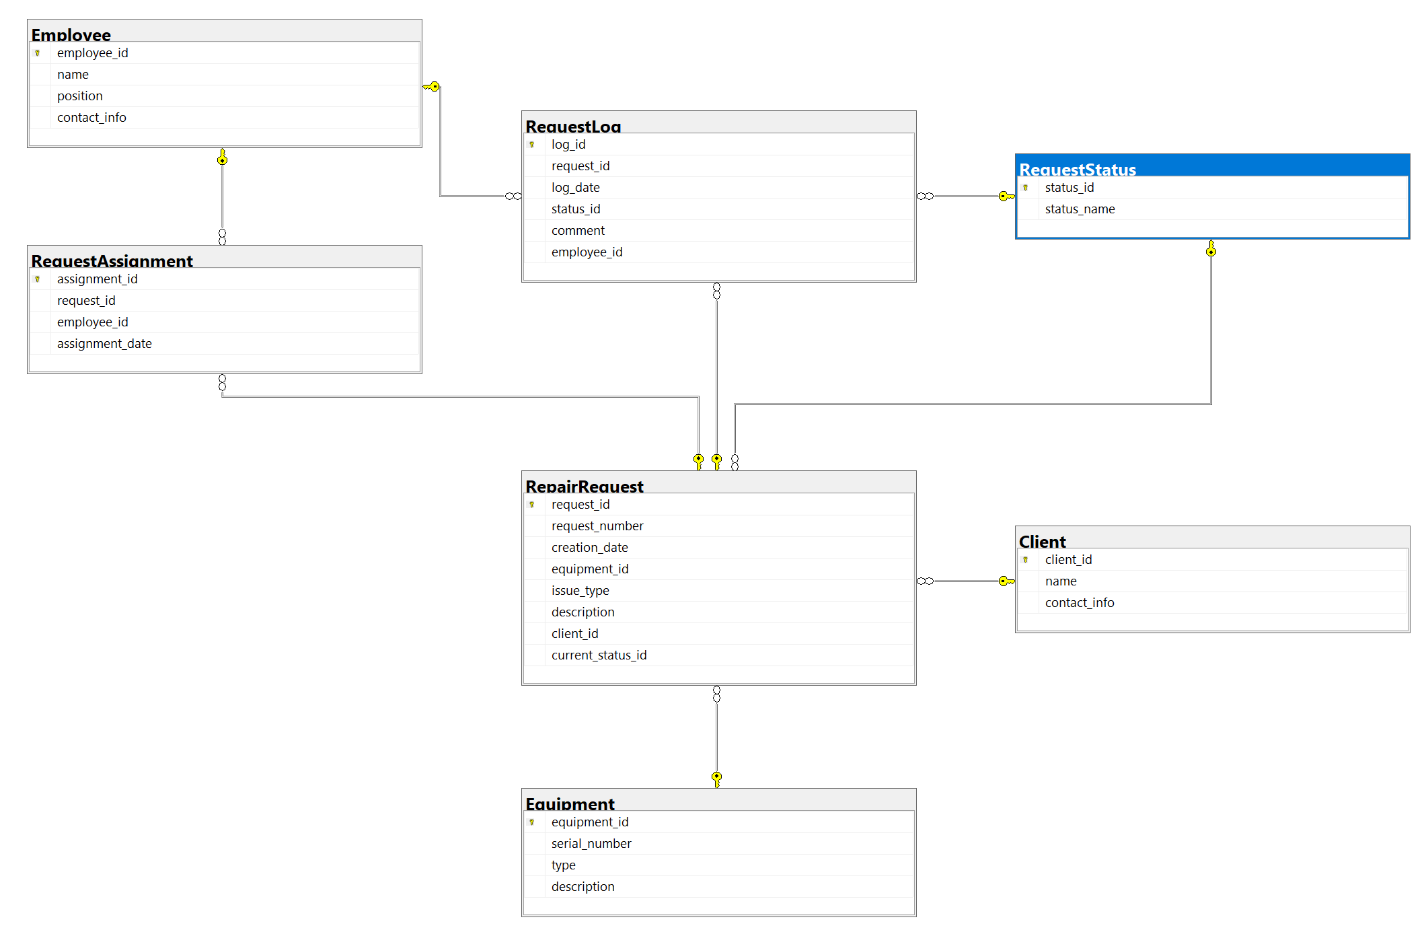 Employee
employee_id
name
position
contact_info
RequestLog
log_id
request_id
log_date
status_id
comment
employee_id
RequestStatus
status_id
status_name
RequestAssignment
assignment_id
request_id
employee_id
assignment_date
RepairRequest
request_id
request_number
creation_date
equipment_id
issue_type
description
client_id
current_status_id
Client
client_id
name
contact_info
Equipment
equipment_id
serial_number
type
description